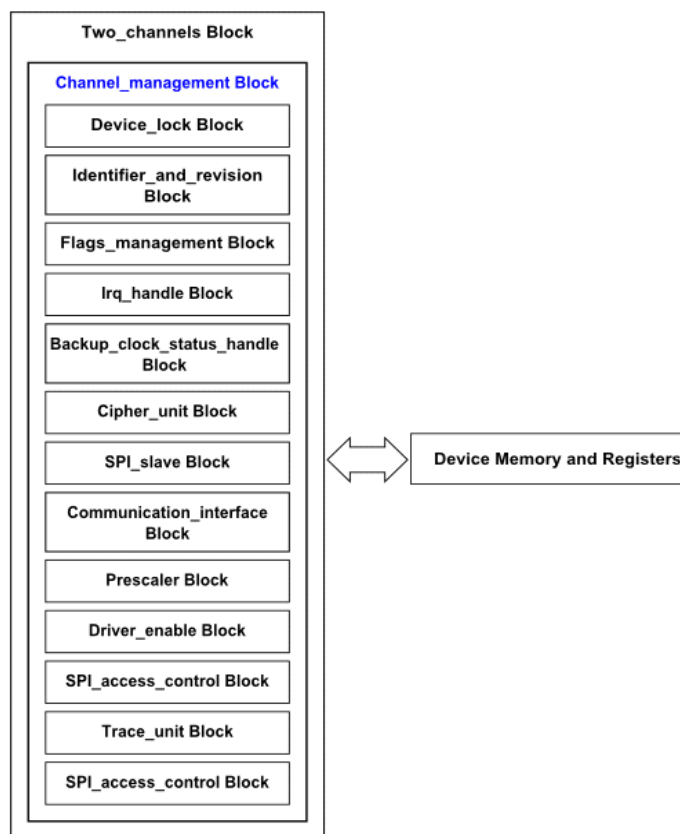 Two_channels Block
Channel_management Block
Device_lock Block
Identifier_and_revision
Block
Flags_management Block
Irq_handle Block
Backup_clock_status_handle
Block
Cipher_unit Block
SPI_slave Block
Communication_interface
Block
Prescaler Block
Driver_enable Block
SPI_access_control Block
Trace_unit Block
SPI_access_control Block
Device Memory and Registers